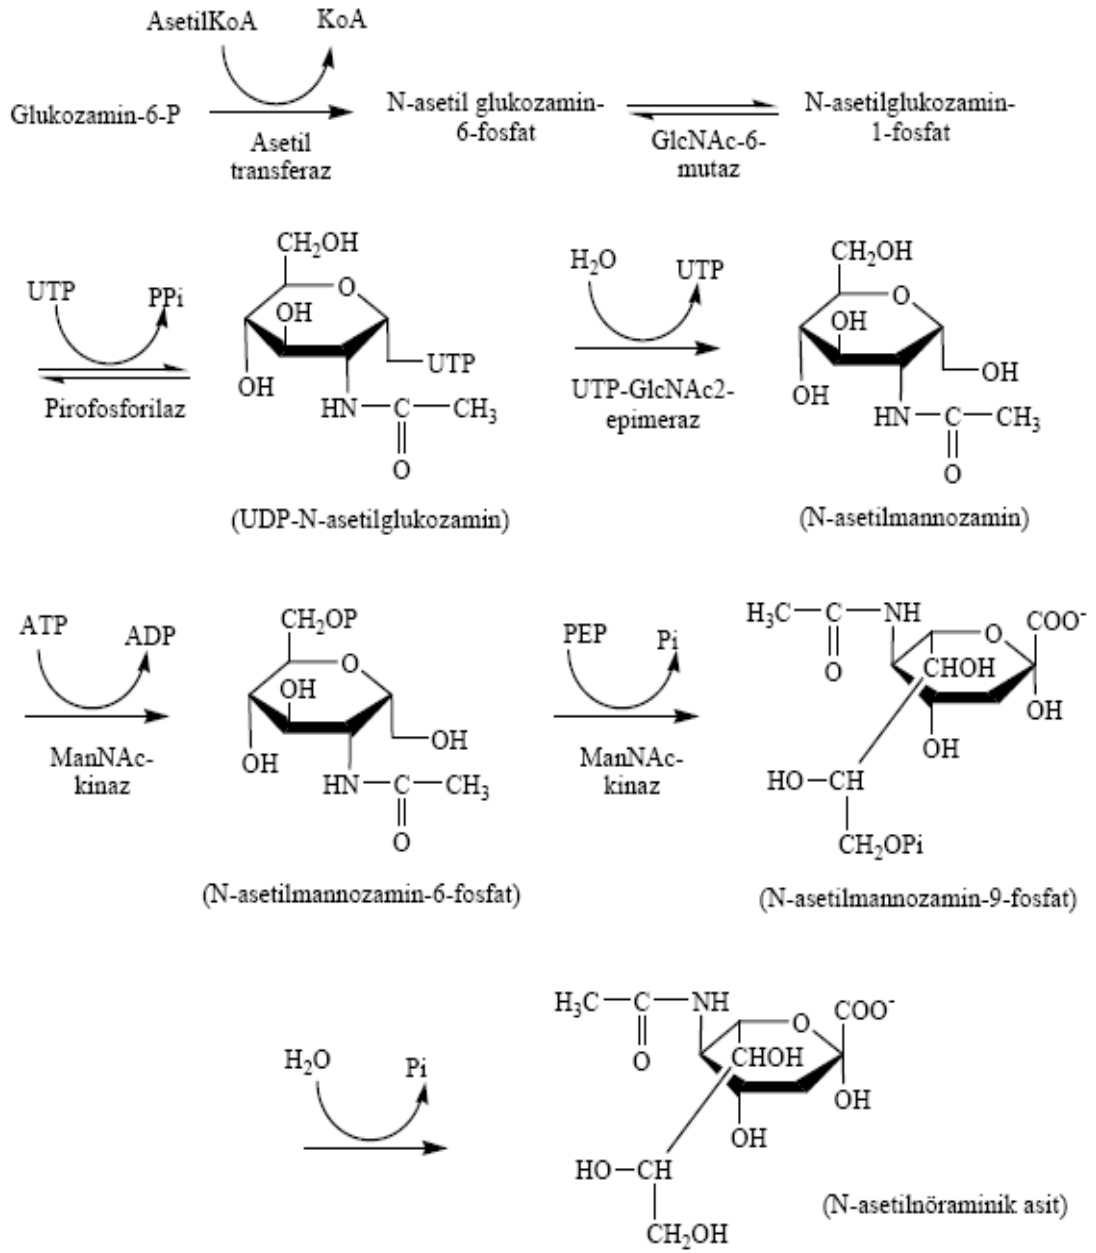 AsetilKoA KoA
Glukozamin-6-P
Asetil
transferaz
N-asetil glukozamin-
6-fosfat
GlcNAc-6-
mutaz
N-asetilglukozamin-
1-fosfat
UTP PPi
Pirofosforilaz
CH2OH
O
OH
OH
UTP
HN C CH3
O
(UDP-N-asetilglukozamin)
H2O UTP
UTP-GlcNAc2-
epimeraz
CH2OH
O
OH
OH
OH
HN C CH3
O
(N-asetilmannozamin)
ATP ADP
ManNAc-
kinaz
CH2OP
O
OH
OH
OH
HN C CH3
O
(N-asetilmannozamin-6-fosfat)
PEP Pi
ManNAc-
kinaz
H3C C NH
O
O COO-
CHOH
OH
OH
HO CH
CH2OPi
(N-asetilmannozamin-9-fosfat)
H2O Pi
H3C C NH
O
O COO-
CHOH
OH
OH
HO CH
CH2OH
(N-asetilnöraminik asit)